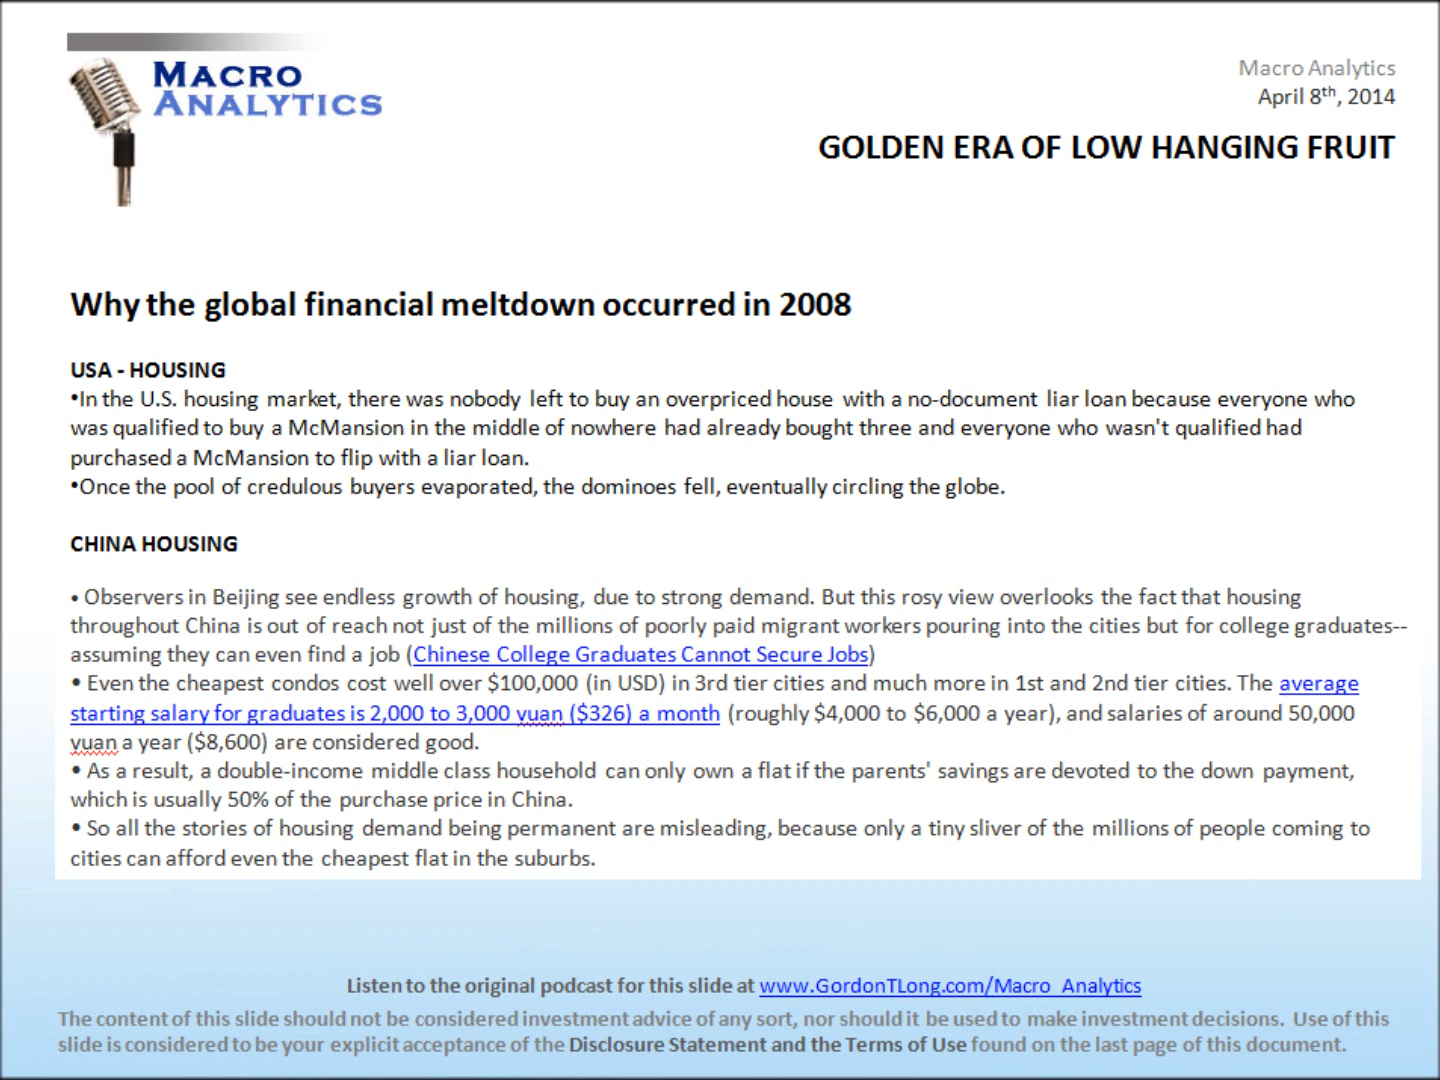 MACRO
ANALYTICS
Macro Analytics
April 8th, 2014
GOLDEN ERA OF LOW HANGING FRUIT
Why the global financial meltdown occurred in 2008
USA - HOUSING
•In the U.S. housing market, there was nobody left to buy an overpriced house with a no-document liar loan because everyone who
was qualified to buy a McMansion in the middle of nowhere had already bought three and everyone who wasn't qualified had
purchased a McMansion to flip with a liar loan.
•Once the pool of credulous buyers evaporated, the dominoes fell, eventually circling the globe.
CHINA HOUSING
• Observers in Beijing see endless growth of housing, due to strong demand. But this rosy view overlooks the fact that housing
throughout China is out of reach not just of the millions of poorly paid migrant workers pouring into the cities but for college graduates--
assuming they can even find a job (Chinese College Graduates Cannot Secure Jobs)
• Even the cheapest condos cost well over $100,000 (in USD) in 3rd tier cities and much more in 1st and 2nd tier cities. The average
starting salary for graduates is 2,000 to 3,000 yuan ($326) a month (roughly $4,000 to $6,000 a year), and salaries of around 50,000
yuan a year ($8,600) are considered good.
• As a result, a double-income middle class household can only own a flat if the parents' savings are devoted to the down payment,
which is usually 50% of the purchase price in China.
• So all the stories of housing demand being permanent are misleading, because only a tiny sliver of the millions of people coming to
cities can afford even the cheapest flat in the suburbs.
Listen to the original podcast for this slide at www.GordonTLong.com/Macro_Analytics
The content of this slide should not be considered investment advice of any sort, nor should it be used to make investment decisions. Use of this
slide is considered to be your explicit acceptance of the Disclosure Statement and the Terms of Use found on the last page of this document.